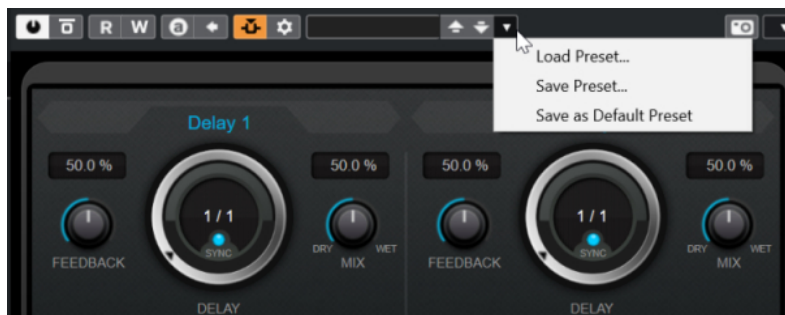 R W a
Load Preset...
Save Preset...
Save as Default Preset
Delay 1
50.0 % 50.0 % 50.0 % 50.0 %
1 / 1 1 / 1
SYNC SYNC
DRY WET DRY WET
FEEDBACK MIX FEEDBACK MIX
DELAY DELAY